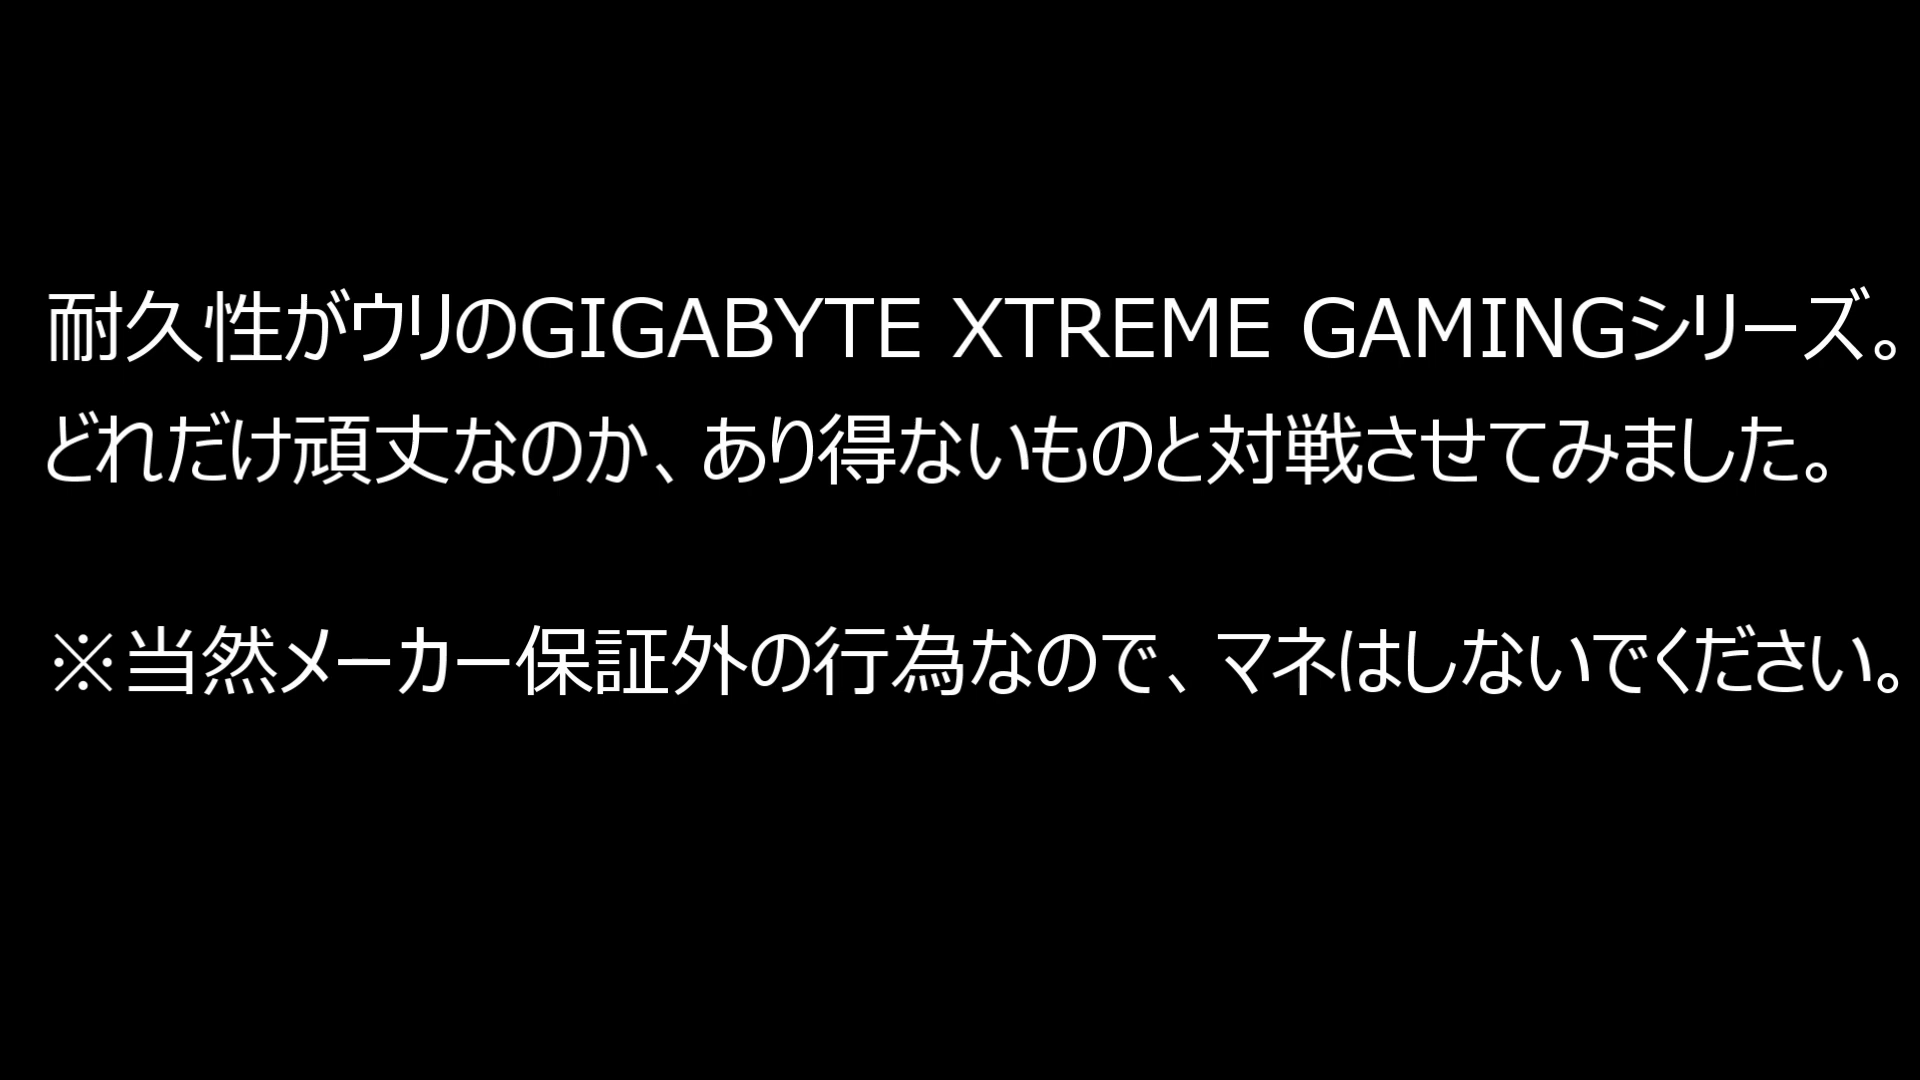 耐久性がウリのGIGABYTE XTREME GAMINGシリーズ。
どれだけ頑丈なのか、あり得ないものと対戦させてみました。
※当然メーカー保証外の行為なので、マネはしないでください。